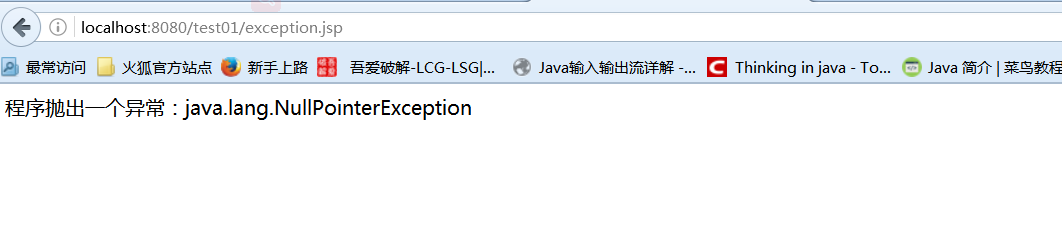 localhost:8080/test01/exception.jsp
最常访问 火狐官方站点 新手上路 吾爱破解-LCG-LSG|... Java输入输出流详解 -... Thinking in java - To... Java 简介 | 菜鸟教程
程序抛出一个异常：java.lang.NullPointerException